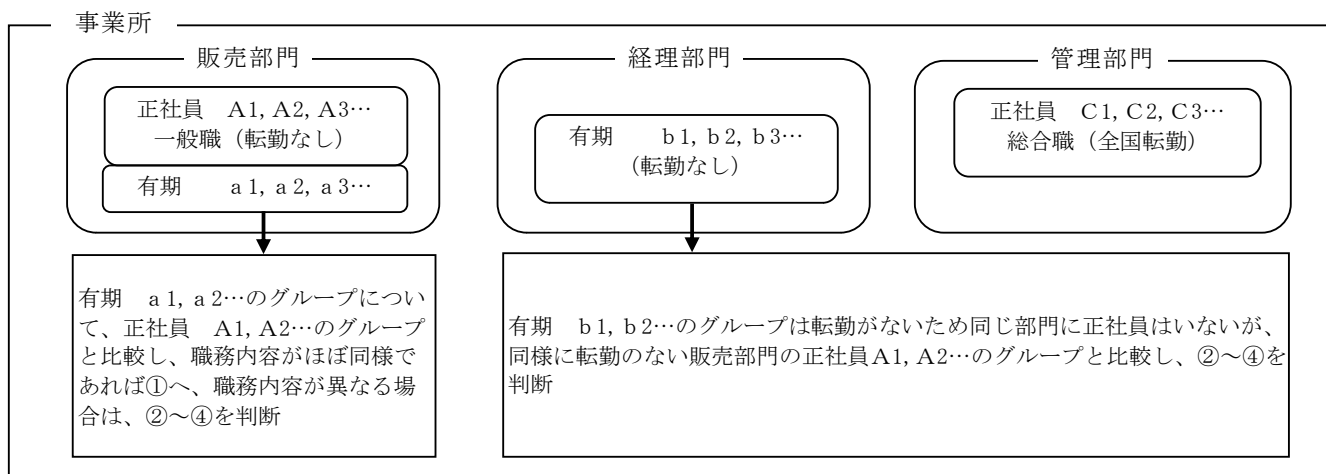 事業所
販売部門
正社員 A1, A2, A3…
一般職（転勤なし）
有期 a1, a2, a3…
経理部門
有期 b1, b2, b3…
（転勤なし）
管理部門
正社員 C1, C2, C3…
総合職（全国転勤）
有期 a1, a2…のグループについ
て、正社員 A1, A2…のグループ
と比較し、職務内容がほぼ同様で
あれば①へ、職務内容が異なる場
合は、②～④を判断
有期 b1, b2…のグループは転勤がないため同じ部門に正社員はいないが、
同様に転勤のない販売部門の正社員A1, A2…のグループと比較し、②～④を
判断